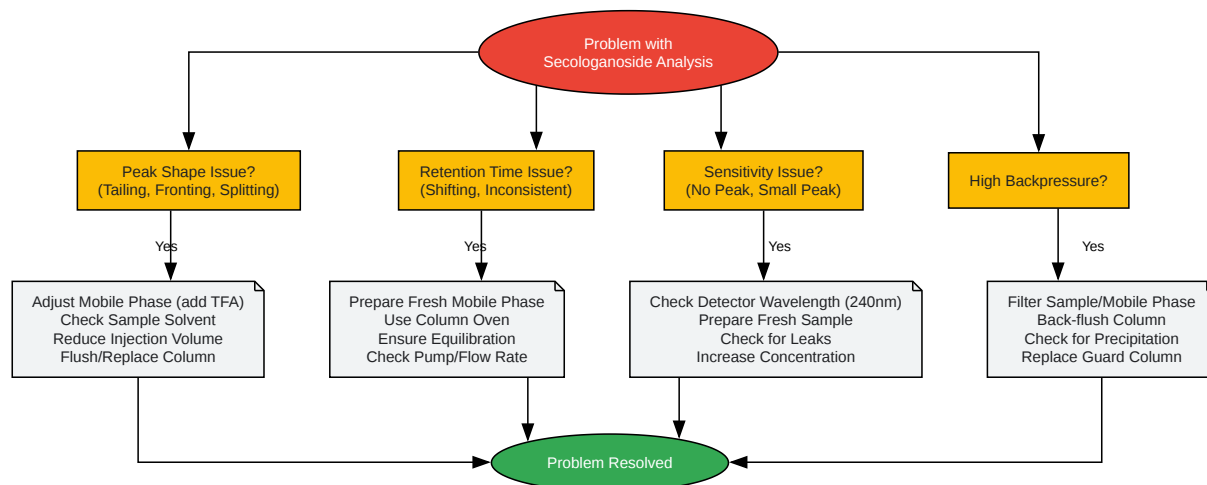 Problem with
Secologanoside Analysis
Peak Shape Issue?
(Tailing, Fronting, Splitting)
Retention Time Issue?
(Shifting, Inconsistent)
Sensitivity Issue?
(No Peak, Small Peak)
High Backpressure?
Yes
Yes
Yes
Yes
Adjust Mobile Phase (add TFA)
Check Sample Solvent
Reduce Injection Volume
Flush/Replace Column
Prepare Fresh Mobile Phase
Use Column Oven
Ensure Equilibration
Check Pump/Flow Rate
Check Detector Wavelength (240nm)
Prepare Fresh Sample
Check for Leaks
Increase Concentration
Filter Sample/Mobile Phase
Back-flush Column
Check for Precipitation
Replace Guard Column
Problem Resolved